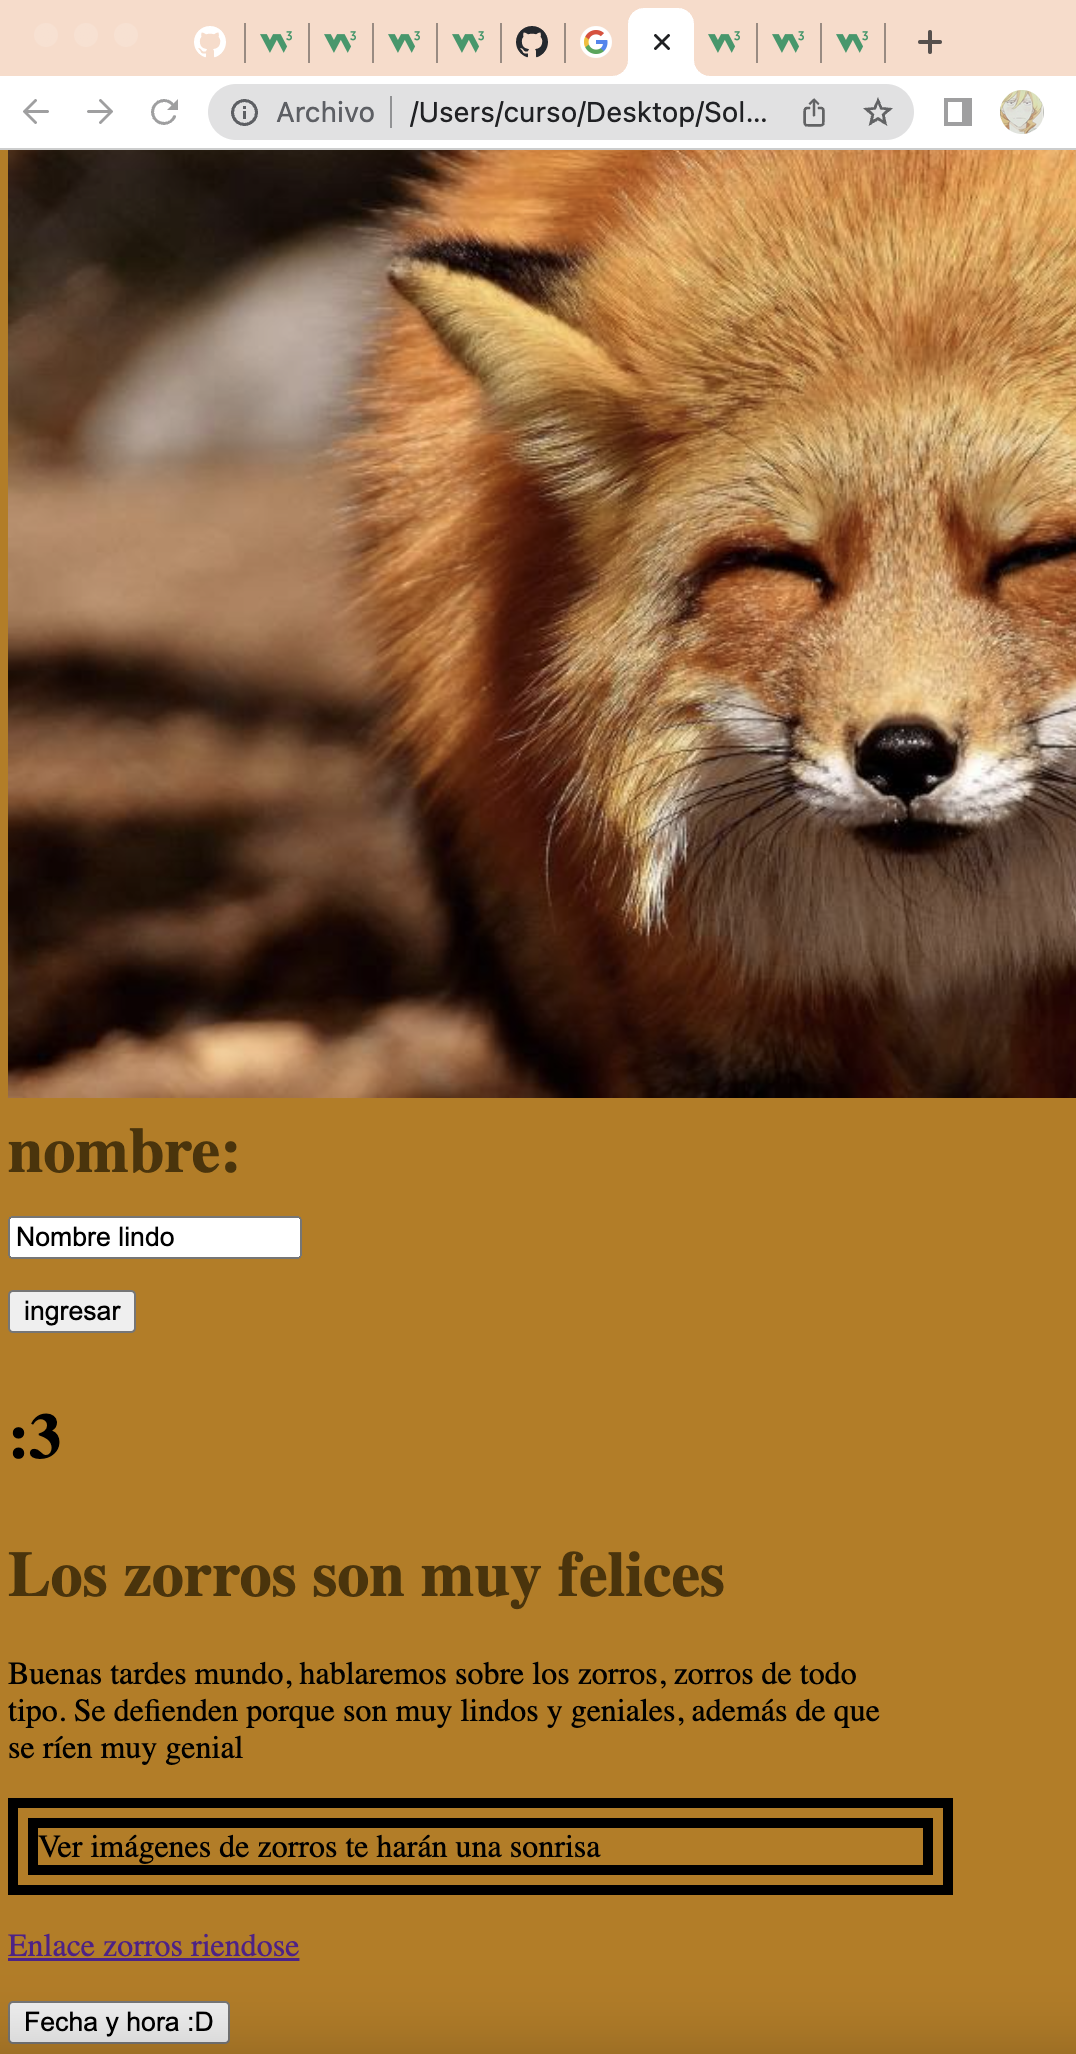 Archivo
/Users/curso/Desktop/Sol...
nombre:
Nombre lindo
ingresar
:3
Los zorros son muy felices
Buenas tardes mundo, hablaremos sobre los zorros, zorros de todo
tipo. Se defienden porque son muy lindos y geniales, además de que
se ríen muy genial
Ver imágenes de zorros te harán una sonrisa
Enlace zorros riendose
Fecha y hora :D